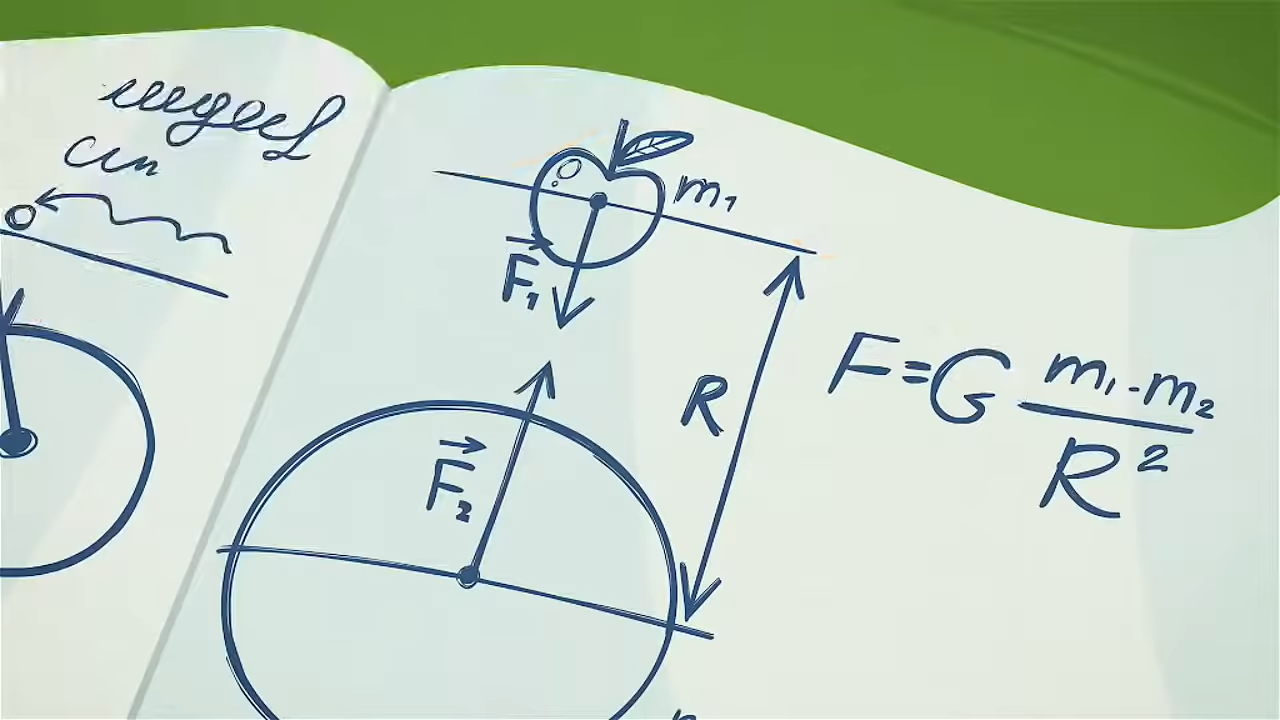 m₁
F₁
R
F₂
F=G m₁·m₂
R²